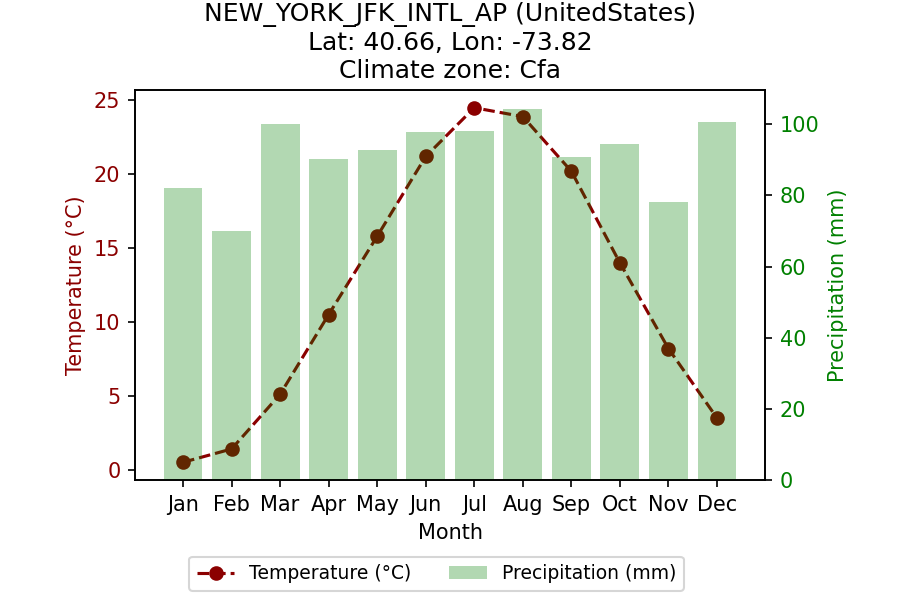 NEW_YORK_JFK_INTL_AP (UnitedStates)
Lat: 40.66, Lon: -73.82
Climate zone: Cfa
Temperature (°C)
25
20
15
10
5
0
100
80
60
40
20
0
Precipitation (mm)
Jan Feb Mar Apr May Jun Jul Aug Sep Oct Nov Dec
Month
Temperature (°C) Precipitation (mm)